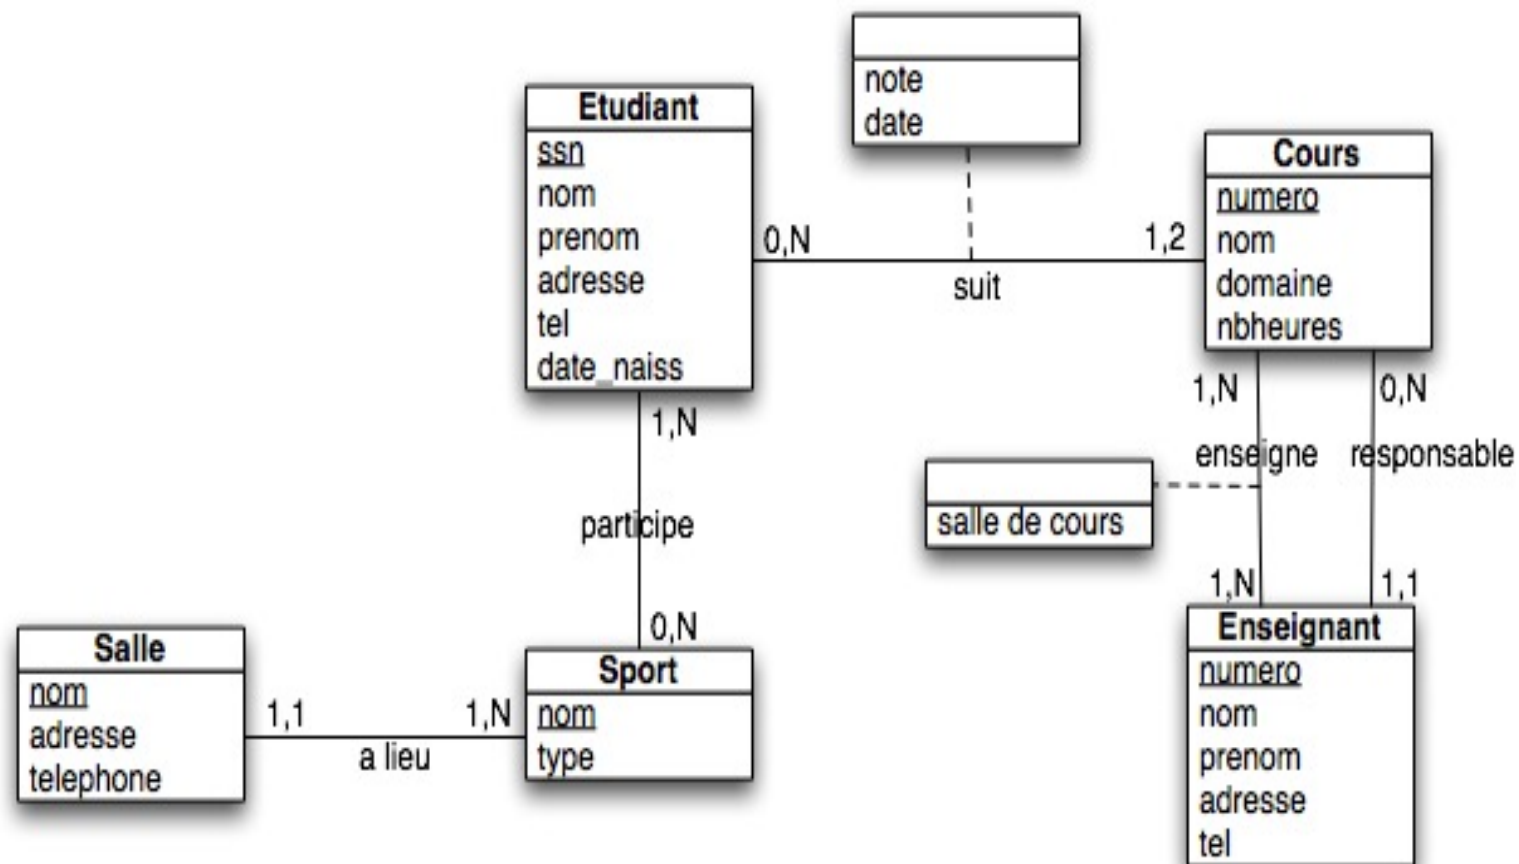 note
date
Etudiant
ssn
nom
prenom
adresse
tel
date_naiss
Cours
numero
nom
domaine
nbheures
0,N
1,2
suit
1,N
0,N
1,N
enseigne
responsable
salle de cours
participe
1,N
1,1
0,N
Salle
nom
adresse
telephone
1,1
1,N
a lieu
Sport
nom
type
Enseignant
numero
nom
prenom
adresse
tel